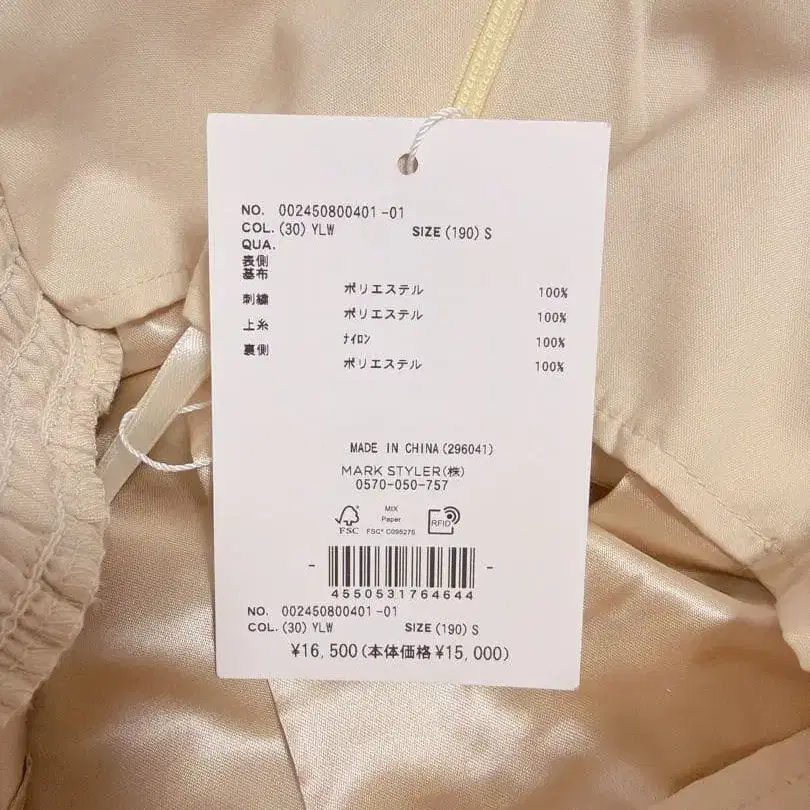 NO. 002450800401-01
COL. (30) YLW SIZE (190) S
QUA.
表側
基布 ポリエステル 100%
刺繍 ポリエステル 100%
上糸 ﾅｲﾛﾝ 100%
裏側 ポリエステル 100%
MADE IN CHINA (296041)
MARK STYLER(株)
0570-050-757
FSC MIX Paper FSC® C095275 RFID
4550531764644
NO. 002450800401-01
COL. (30) YLW SIZE (190) S
¥16,500(本体価格¥15,000)